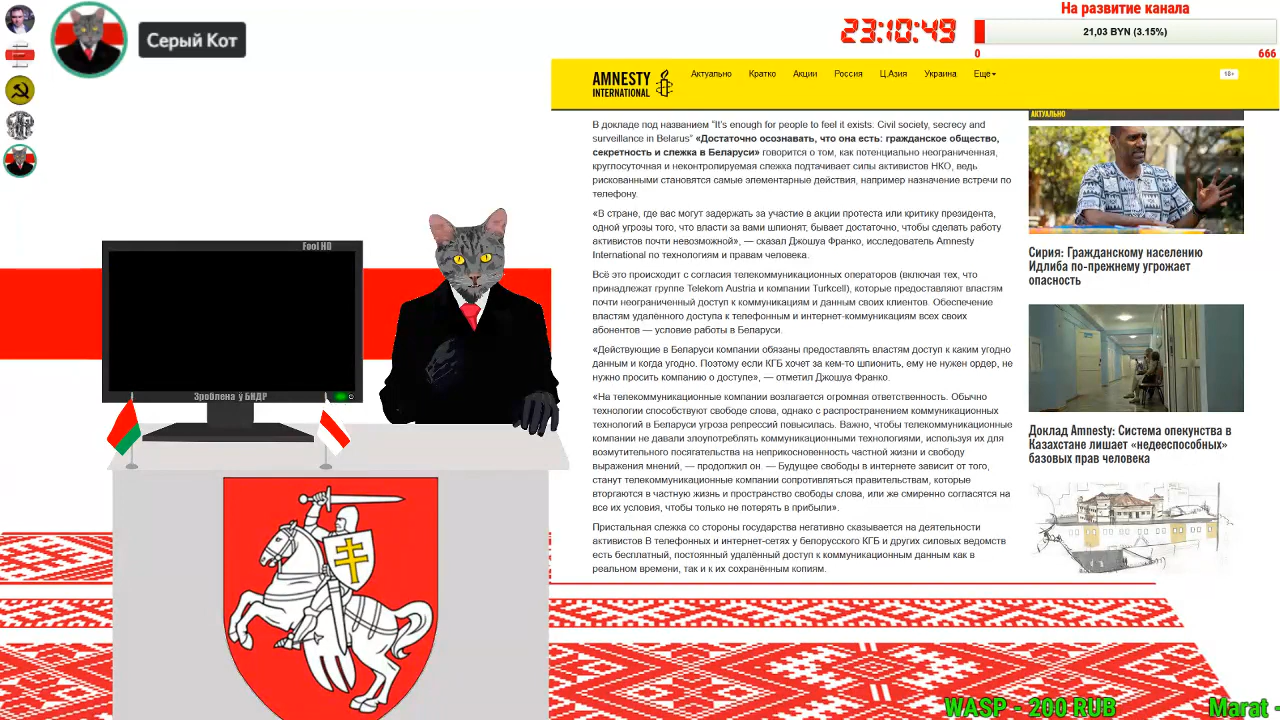 Серый Кот
23:10:49
На развитие канала
21,03 BYN (3.15%)
0
666
AMNESTY
INTERNATIONAL
Актуально Кратко Акции Россия Ц.Азия Украина Ещё
18+
В докладе под названием "It's enough for people to feel it exists: Civil society, secrecy and
surveillance in Belarus" «Достаточно осознавать, что она есть: гражданское общество,
секретность и слежка в Беларуси» говорится о том, как потенциально неограниченная,
круглосуточная и неконтролируемая слежка подтачивает силы активистов НКО, ведь
рискованными становятся самые элементарные действия, например назначение встречи по
телефону.
«В стране, где вас могут задержать за участие в акции протеста или критику президента,
одной угрозы того, что власти за вами шпионят, бывает достаточно, чтобы сделать работу
активистов почти невозможной», — сказал Джошуа Франко, исследователь Amnesty
International по технологиям и правам человека.
Всё это происходит с согласия телекоммуникационных операторов (включая тех, что
принадлежат группе Telekom Austria и компании Turkcell), которые предоставляют властям
почти неограниченный доступ к коммуникациям и данным своих клиентов. Обеспечение
властям удалённого доступа к телефонным и интернет-коммуникациям всех своих
абонентов — условие работы в Беларуси.
«Действующие в Беларуси компании обязаны предоставлять властям доступ к каким угодно
данным и когда угодно. Поэтому если КГБ хочет за кем-то шпионить, ему не нужен ордер, не
нужно просить компанию о доступе», — отметил Джошуа Франко.
«На телекоммуникационные компании возлагается огромная ответственность. Обычно
технологии способствуют свободе слова, однако с распространением коммуникационных
технологий в Беларуси угроза репрессий повысилась. Важно, чтобы телекоммуникационные
компании не давали злоупотреблять коммуникационными технологиями, используя их для
возмутительного посягательства на неприкосновенность частной жизни и свободу
выражения мнений, — продолжил он. — Будущее свободы в интернете зависит от того,
станут телекоммуникационные компании сопротивляться правительствам, которые
вторгаются в частную жизнь и пространство свободы слова, или же смиренно согласятся на
все их условия, чтобы только не потерять в прибыли».
Пристальная слежка со стороны государства негативно сказывается на деятельности
активистов В телефонных и интернет-сетях у белорусского КГБ и других силовых ведомств
есть бесплатный, постоянный удалённый доступ к коммуникационным данным как в
реальном времени, так и к их сохранённым копиям.
АКТУАЛЬНО
Сирия: Гражданскому населению
Идлиба по-прежнему угрожает
опасность
Доклад Amnesty: Система опекунства в
Казахстане лишает «недееспособных»
базовых прав человека
Fool HD
Зроблена ў БНДР
WASP - 200 RUB Marat -